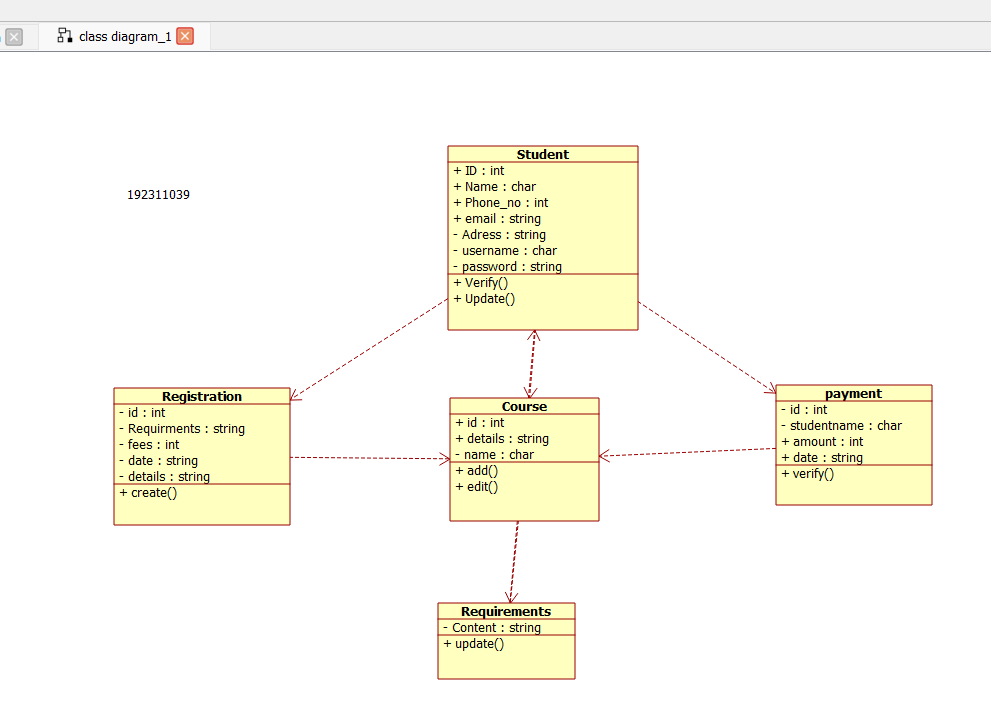 class diagram_1
192311039
Student
+ ID : int
+ Name : char
+ Phone_no : int
+ email : string
- Adress : string
- username : char
- password : string
+ Verify()
+ Update()
Registration
- id : int
- Requirments : string
- fees : int
- date : string
- details : string
+ create()
Course
+ id : int
+ details : string
- name : char
+ add()
+ edit()
payment
- id : int
- studentname : char
+ amount : int
+ date : string
+ verify()
Requirements
- Content : string
+ update()